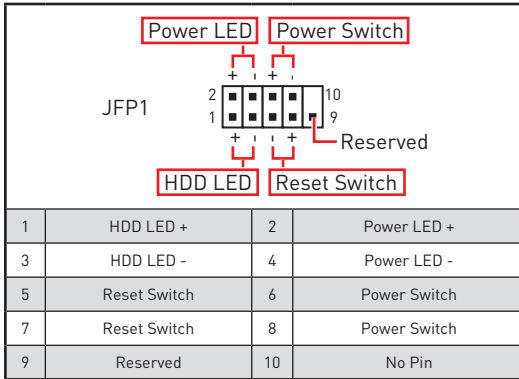 Power LED Power Switch
+ - + -
JFP1
2 10
1 9
+ - - +
Reserved
HDD LED Reset Switch
1 HDD LED + 2 Power LED +
3 HDD LED - 4 Power LED -
5 Reset Switch 6 Power Switch
7 Reset Switch 8 Power Switch
9 Reserved 10 No Pin